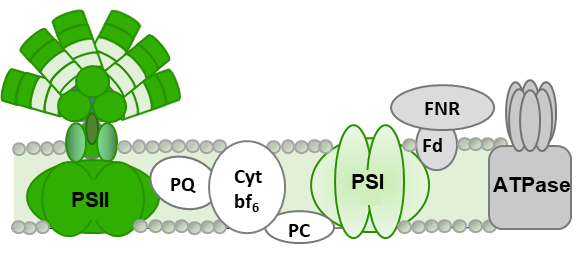 PSII
PQ
Cyt
bf6
PC
PSI
FNR
Fd
ATPase